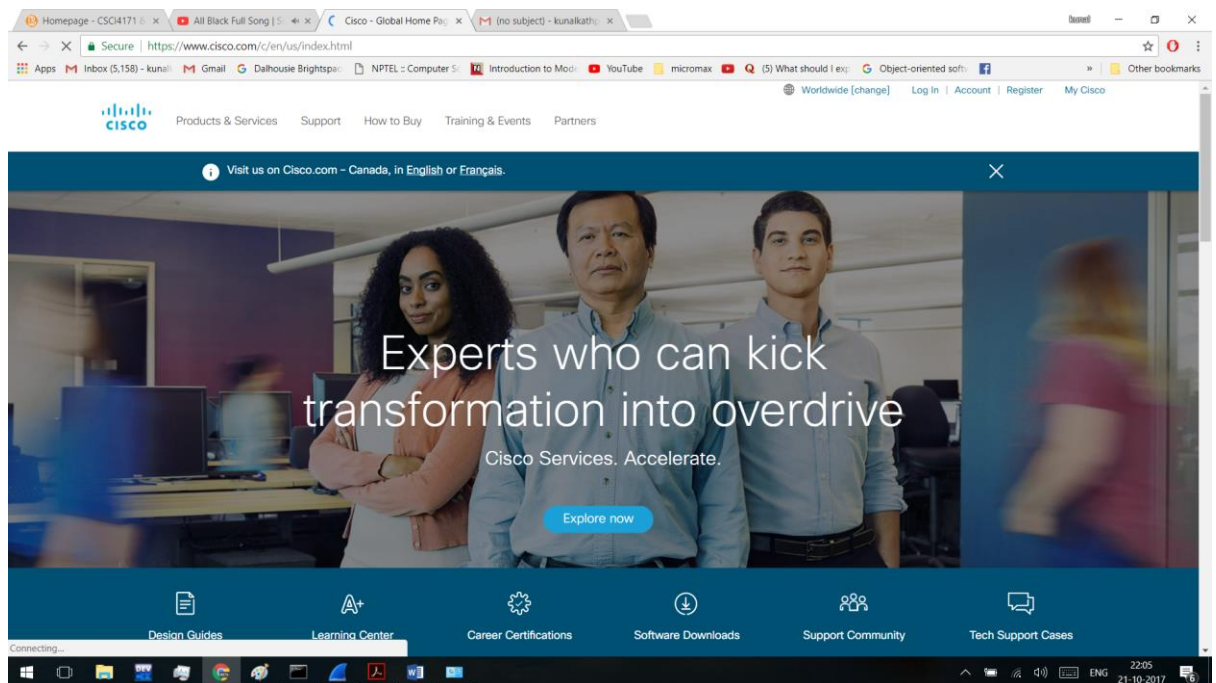 Homepage - CSCI4171 &
All Black Full Song | S
Cisco - Global Home Pag
(no subject) - kunalkathp
Secure | https://www.cisco.com/c/en/us/index.html
Apps
Inbox (5,158) - kunal
Gmail
Dalhousie Brightspac
NPTEL :: Computer Sc
Introduction to Mode
YouTube
micromax
(5) What should I exp
Object-oriented softw
»
Other bookmarks
Worldwide [change] Log In | Account | Register My Cisco
CISCO
Products & Services Support How to Buy Training & Events Partners
Visit us on Cisco.com – Canada, in English or Français.
Experts who can kick
transformation into overdrive
Cisco Services. Accelerate.
Explore now
Design Guides Learning Center Career Certifications Software Downloads Support Community Tech Support Cases
Connecting...
ENG
22:05
21-10-2017